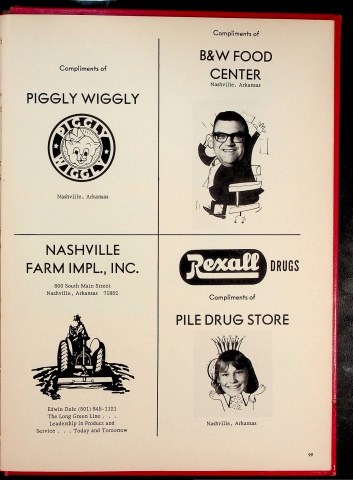 Compliments of
PIGGLY WIGGLY
PIGGLY
WIGGLY
Nashville, Arkansas
Compliments of
B&W FOOD
CENTER
Nashville, Arkansas
NASHVILLE
FARM IMPL., INC.
800 South Main Street
Nashville, Arkansas 71852
Edwin Dale (501) 845-1121
The Long Green Line . . .
Leadership in Product and
Service . . . Today and Tomorrow
Rexall DRUGS
Compliments of
PILE DRUG STORE
Nashville, Arkansas
99